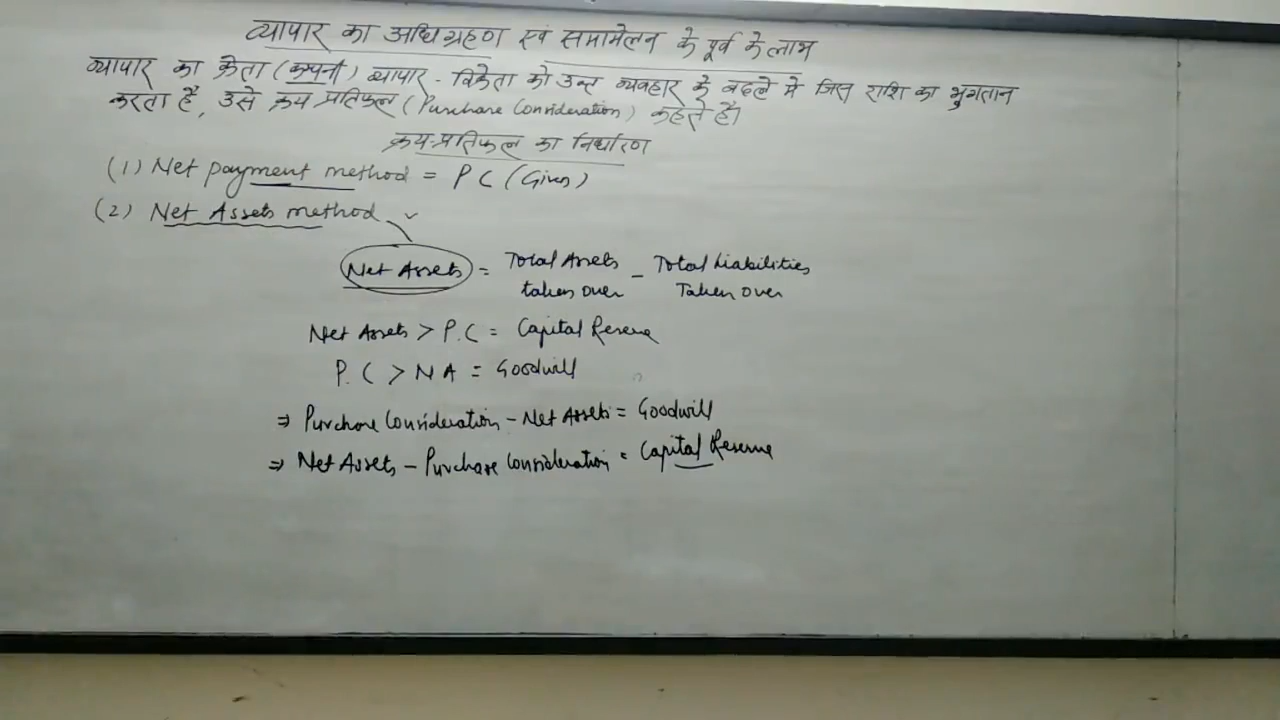 व्यापार का अधिग्रहण एवं समामेलन के पूर्व के लाभ
व्यापार का क्रेता (कम्पनी) व्यापार - विक्रेता को उक्त व्यवहार के बदले में जिस राशि का भुगतान
करता है, उसे क्रय प्रतिफल (Purchase Consideration) कहते है।
क्रय-प्रतिफल का निर्धारण
(1) Net payment method = P C (Given)
(2) Net Assets method
Net Assets = Total Assets taken over - Total Liabilities Taken over
Net Assets > P.C = Capital Reserve
P. C > N A = Goodwill
⇒ Purchase Consideration - Net Assets = Goodwill
⇒ Net Assets - Purchase Consideration = Capital Reserve